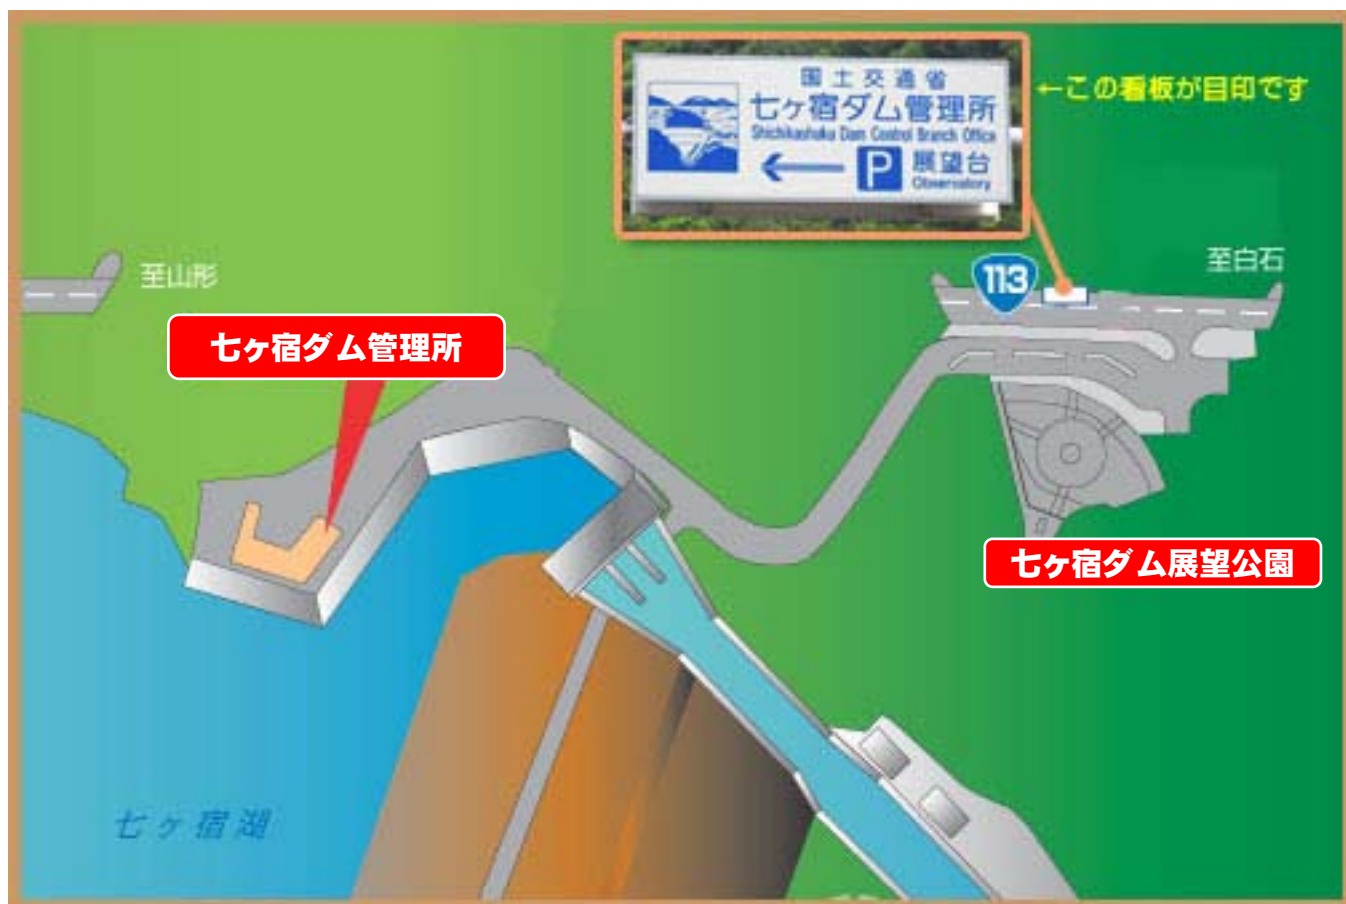 国土交通省
七ヶ宿ダム管理所
Shichikashuku Dam Control Branch Office
P 展望台
Observatory
←この看板が目印です
至山形
113
至白石
七ヶ宿ダム管理所
七ヶ宿ダム展望公園
七ヶ宿湖